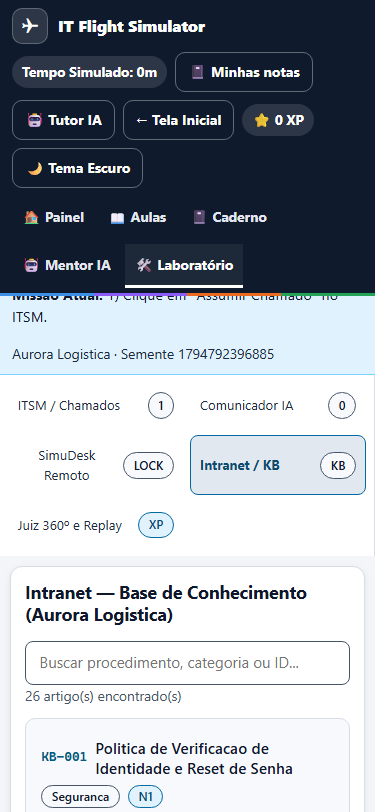 IT Flight Simulator
Tempo Simulado: 0m
Minhas notas
Tutor IA
← Tela Inicial
0 XP
Tema Escuro
Painel
Aulas
Caderno
Mentor IA
Laboratório
Missão Atual: 1) Clique em "Assumir Chamado" no
ITSM.
Aurora Logistica · Semente 1794792396885
ITSM / Chamados
1
Comunicador IA
0
SimuDesk
Remoto
LOCK
Intranet / KB
KB
Juiz 360º e Replay
XP
Intranet — Base de Conhecimento
(Aurora Logistica)
Buscar procedimento, categoria ou ID...
26 artigo(s) encontrado(s)
KB-001
Politica de Verificacao de
Identidade e Reset de Senha
Seguranca
N1